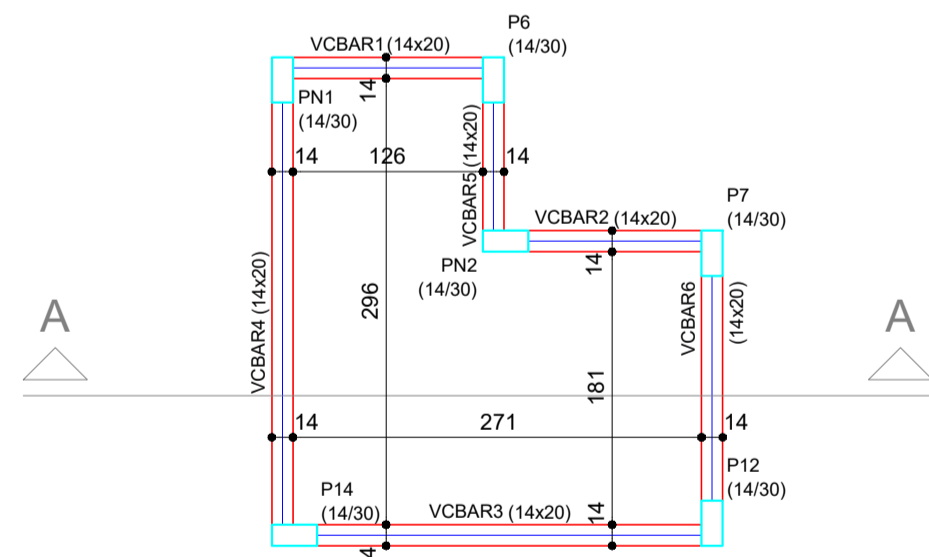 P6
(14/30)
VCBAR1 (14x20)
14
PN1
(14/30)
14
126
14
VCBAR5 (14x20)
P7
(14/30)
VCBAR2 (14x20)
14
PN2
(14/30)
VCBAR4 (14x20)
296
VCBAR6
(14x20)
A
A
181
14
271
14
P12
(14/30)
P14
(14/30)
VCBAR3 (14x20)
14
4